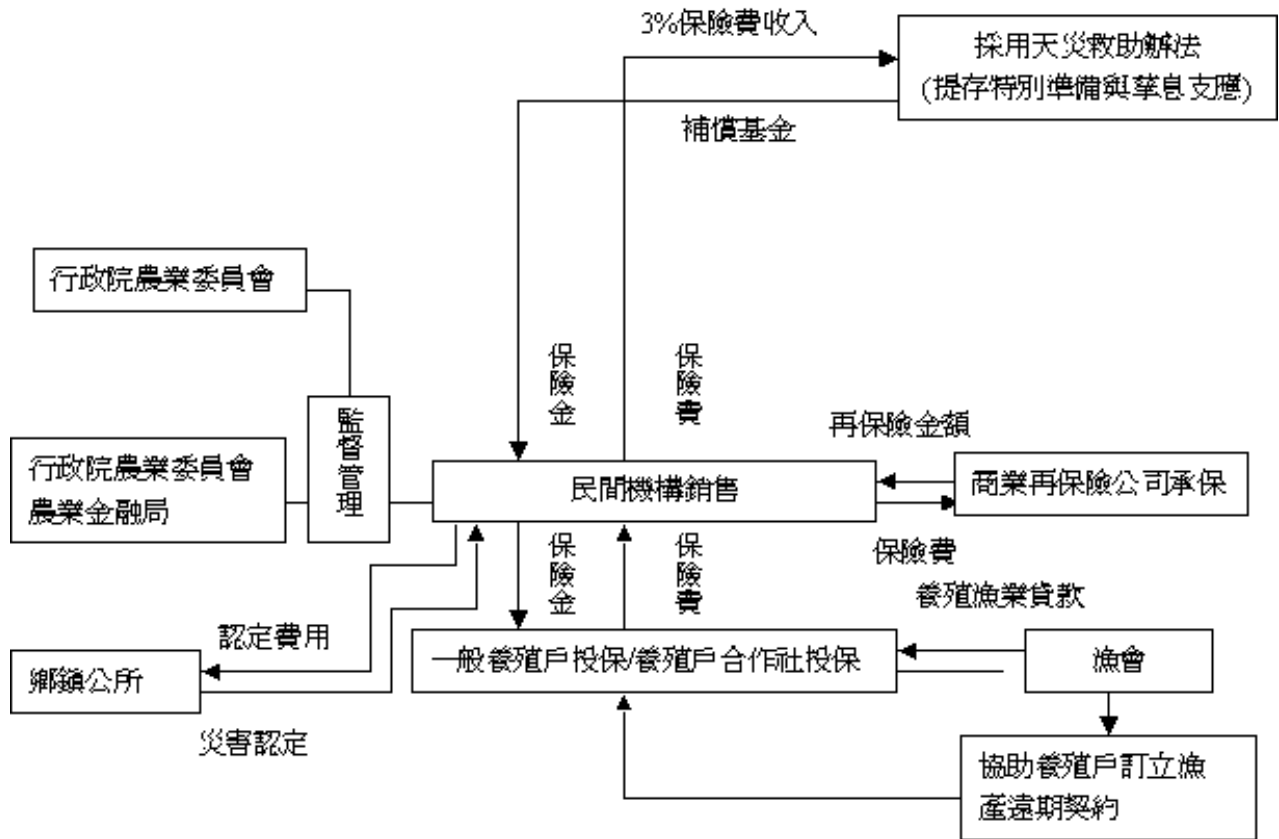 3%保險費收入
採用天災救助辦法
(提存特別準備與孳息支應)
補償基金
行政院農業委員會
保險金
保險費
監督管理
再保險金額
行政院農業委員會
農業金融局
民間機構銷售
商業再保險公司承保
保險金
保險費
保險費
養殖漁業貸款
認定費用
一般養殖戶投保/養殖戶合作社投保
漁會
鄉鎮公所
災害認定
協助養殖戶訂立漁
產遠期契約